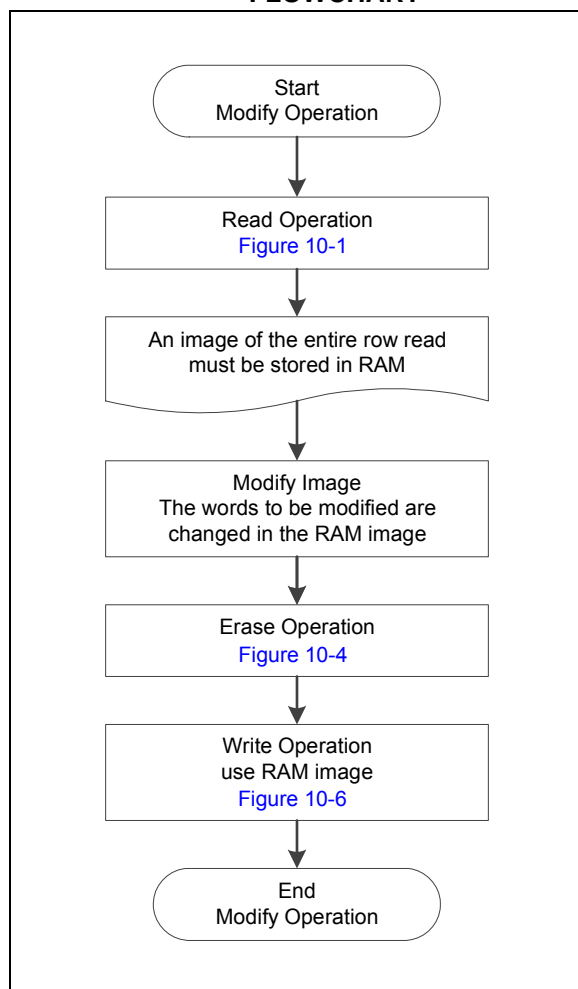 FLOWCHART
Start
Modify Operation
Read Operation
Figure 10-1
An image of the entire row read
must be stored in RAM
Modify Image
The words to be modified are
changed in the RAM image
Erase Operation
Figure 10-4
Write Operation
use RAM image
Figure 10-6
End
Modify Operation